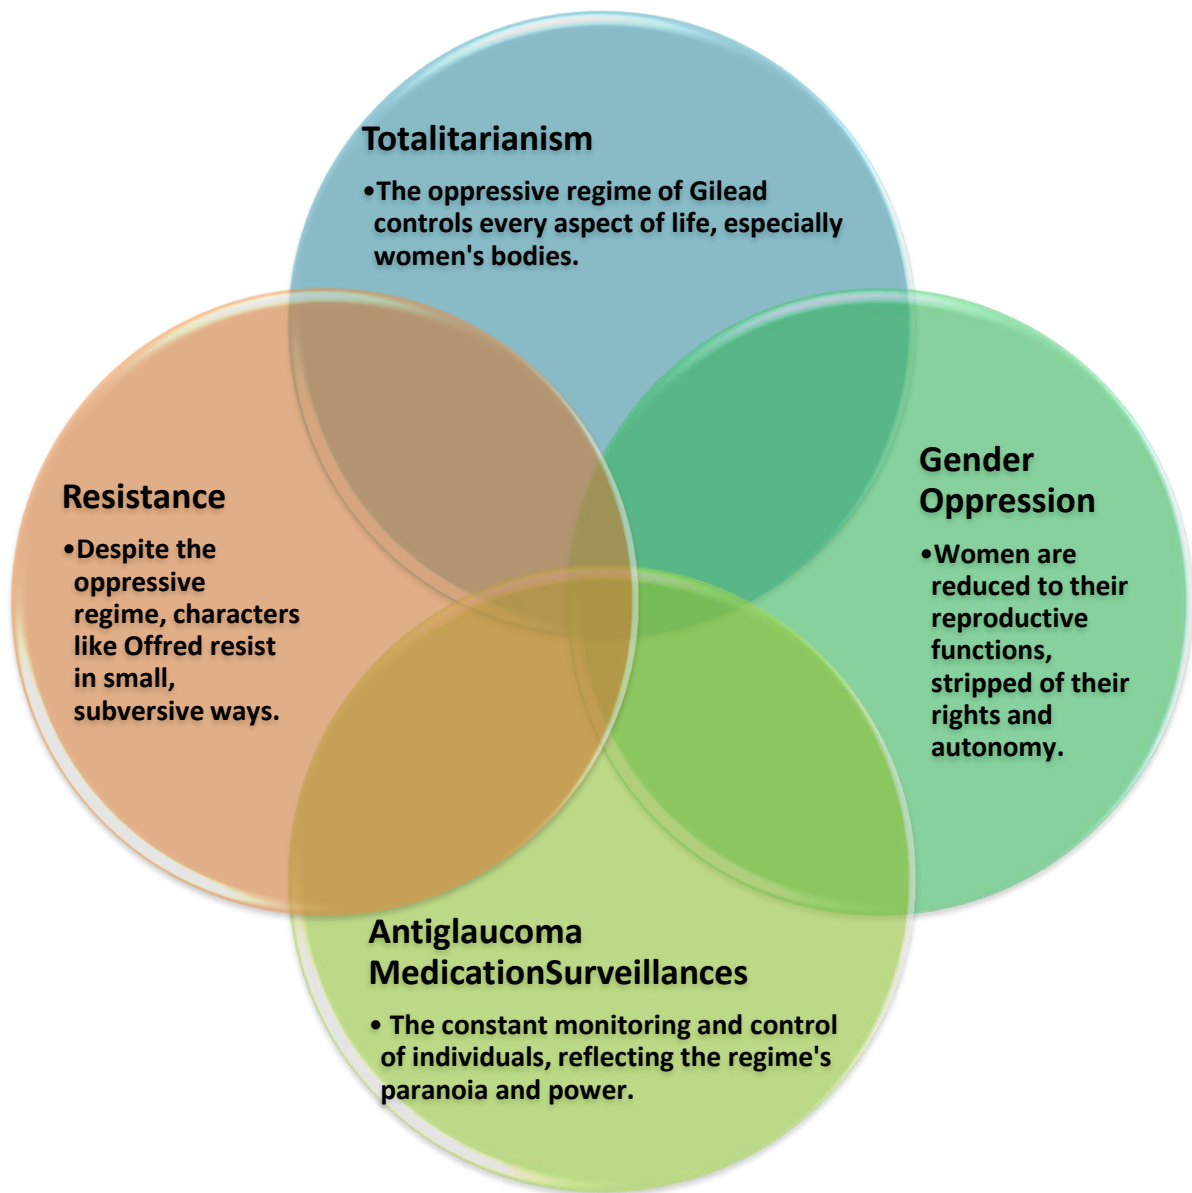 Totalitarianism
•The oppressive regime of Gilead
controls every aspect of life, especially
women's bodies.
Gender
Oppression
•Women are
reduced to their
reproductive
functions,
stripped of their
rights and
autonomy.
Resistance
•Despite the
oppressive
regime, characters
like Offred resist
in small,
subversive ways.
Antiglaucoma
MedicationSurveillances
• The constant monitoring and control
of individuals, reflecting the regime's
paranoia and power.